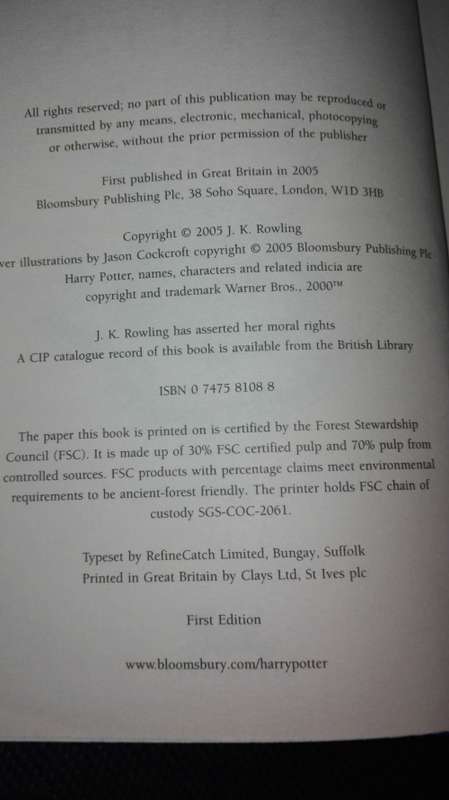 All rights reserved; no part of this publication may be reproduced or
transmitted by any means, electronic, mechanical, photocopying
or otherwise, without the prior permission of the publisher
First published in Great Britain in 2005
Bloomsbury Publishing Plc, 38 Soho Square, London, W1D 3HB
Copyright © 2005 J. K. Rowling
ver illustrations by Jason Cockcroft copyright © 2005 Bloomsbury Publishing Plc
Harry Potter, names, characters and related indicia are
copyright and trademark Warner Bros., 2000™
J. K. Rowling has asserted her moral rights
A CIP catalogue record of this book is available from the British Library
ISBN 0 7475 8108 8
The paper this book is printed on is certified by the Forest Stewardship
Council (FSC). It is made up of 30% FSC certified pulp and 70% pulp from
controlled sources. FSC products with percentage claims meet environmental
requirements to be ancient-forest friendly. The printer holds FSC chain of
custody SGS-COC-2061.
Typeset by RefineCatch Limited, Bungay, Suffolk
Printed in Great Britain by Clays Ltd, St Ives plc
First Edition
www.bloomsbury.com/harrypotter